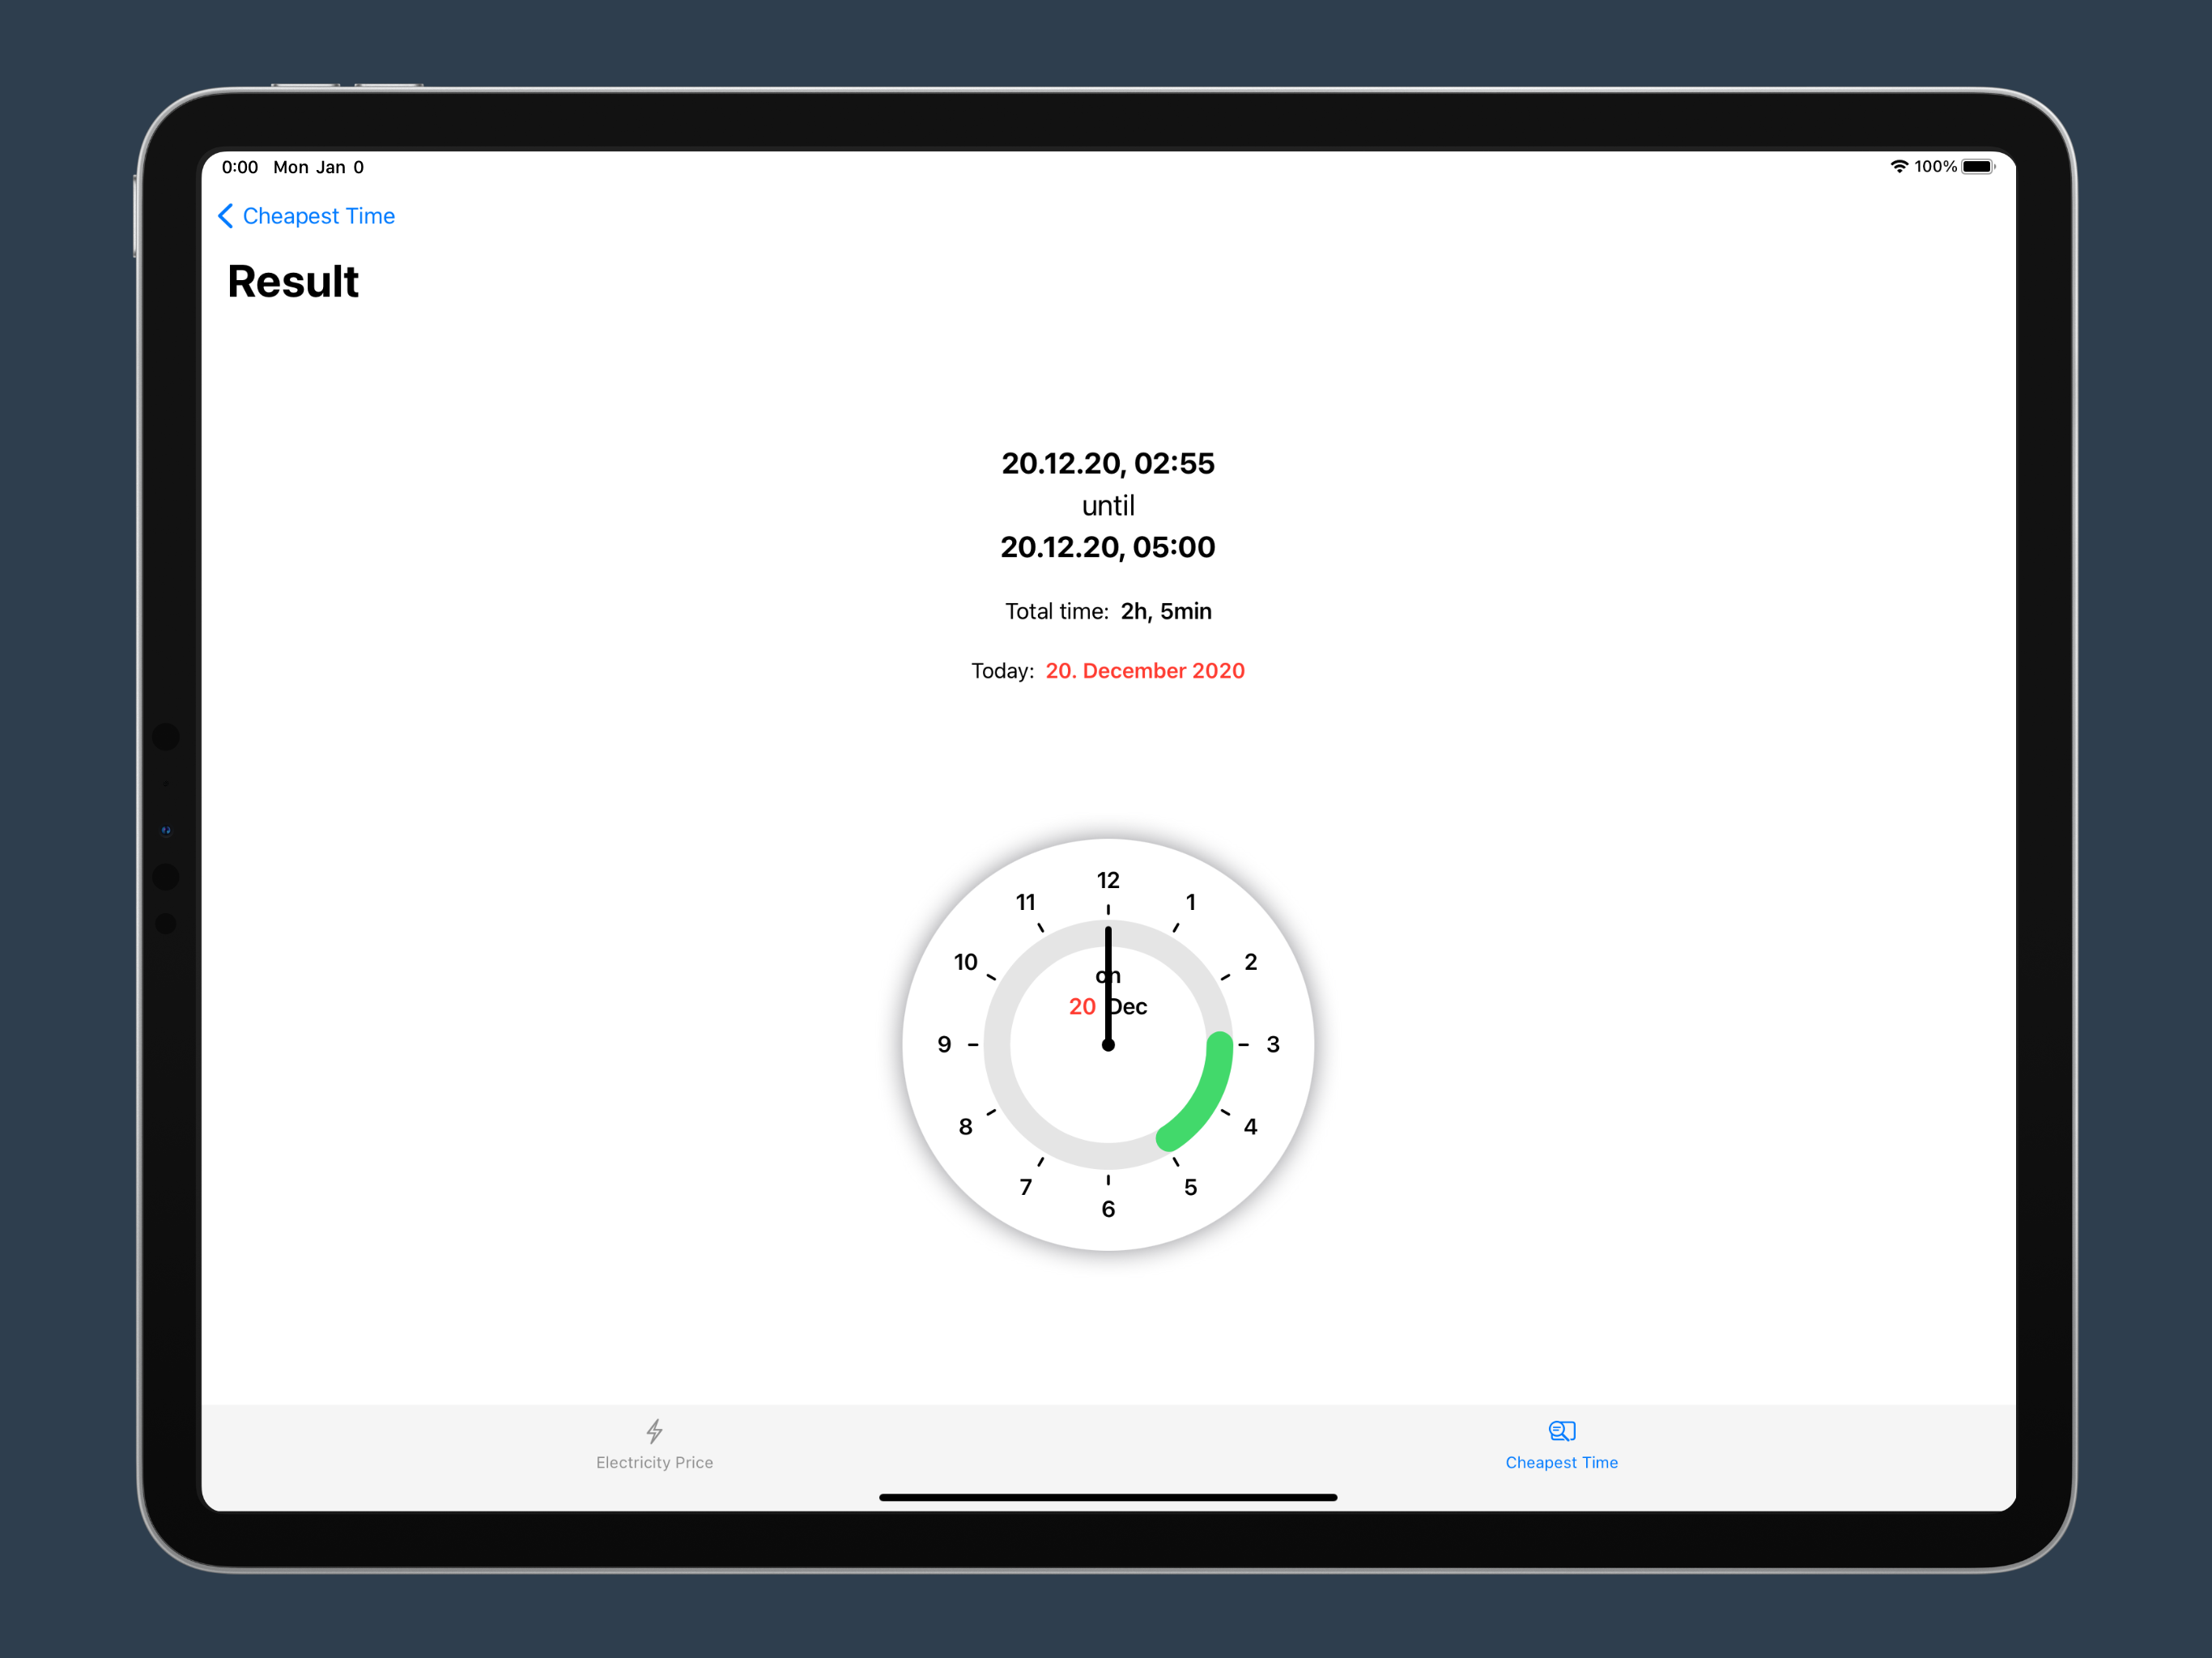 0:00 Mon Jan 0
100%
Cheapest Time
Result
20.12.20, 02:55
until
20.12.20, 05:00
Total time: 2h, 5min
Today: 20. December 2020
12
11
1
10
2
on
20 Dec
9
3
8
4
7
5
6
Electricity Price
Cheapest Time